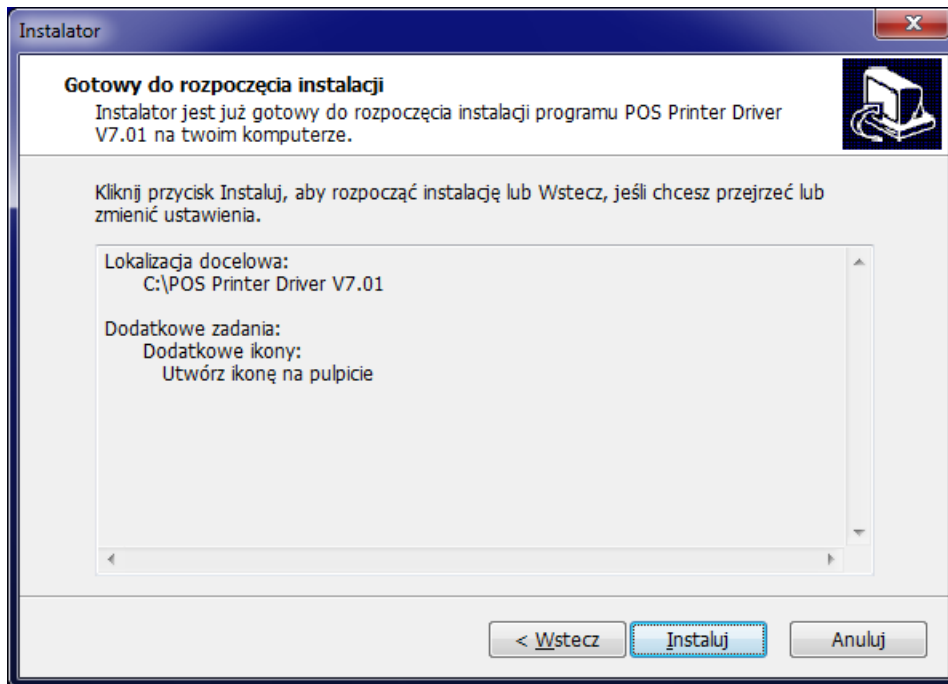 Instalator
Gotowy do rozpoczęcia instalacji
Instalator jest już gotowy do rozpoczęcia instalacji programu POS Printer Driver
V7.01 na twoim komputerze.
Kliknij przycisk Instaluj, aby rozpocząć instalację lub Wstecz, jeśli chcesz przejrzeć lub
zmienić ustawienia.
Lokalizacja docelowa:
C:\POS Printer Driver V7.01
Dodatkowe zadania:
Dodatkowe ikony:
Utwórz ikonę na pulpicie
< Wstecz Instaluj Anuluj